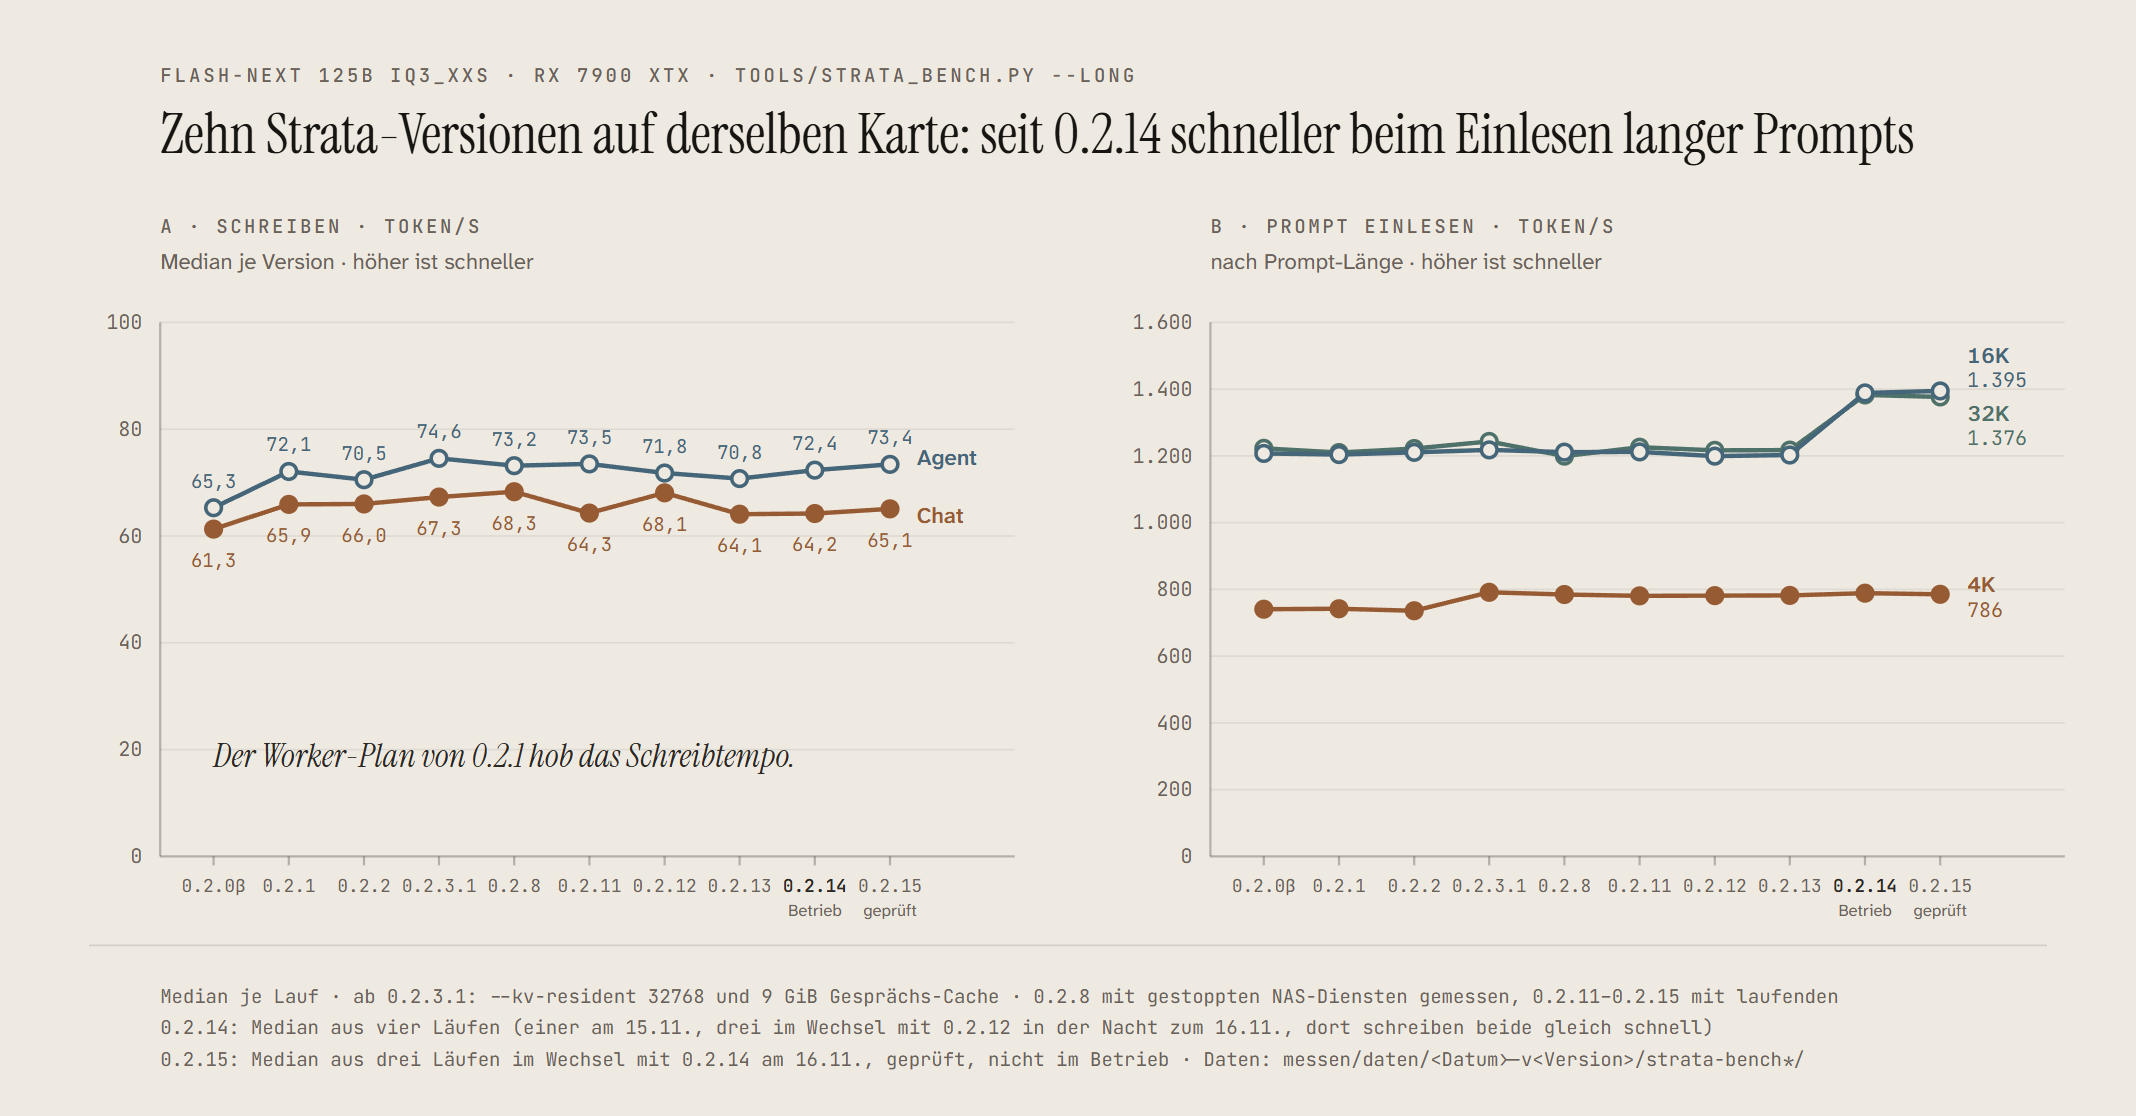 FLASH-NEXT 125B IQ3_XXS · RX 7900 XTX · TOOLS/STRATA_BENCH.PY --LONG
Zehn Strata-Versionen auf derselben Karte: seit 0.2.14 schneller beim Einlesen langer Prompts
A · SCHREIBEN · TOKEN/S
Median je Version · höher ist schneller
100
80
60
40
20
0
65,3
72,1
70,5
74,6
73,2
73,5
71,8
70,8
72,4
73,4
Agent
61,3
65,9
66,0
67,3
68,3
64,3
68,1
64,1
64,2
65,1
Chat
Der Worker-Plan von 0.2.1 hob das Schreibtempo.
0.2.0β 0.2.1 0.2.2 0.2.3.1 0.2.8 0.2.11 0.2.12 0.2.13 0.2.14 0.2.15
Betrieb geprüft
B · PROMPT EINLESEN · TOKEN/S
nach Prompt-Länge · höher ist schneller
1.600
1.400
1.200
1.000
800
600
400
200
0
16K
1.395
32K
1.376
4K
786
0.2.0β 0.2.1 0.2.2 0.2.3.1 0.2.8 0.2.11 0.2.12 0.2.13 0.2.14 0.2.15
Betrieb geprüft
Median je Lauf · ab 0.2.3.1: --kv-resident 32768 und 9 GiB Gesprächs-Cache · 0.2.8 mit gestoppten NAS-Diensten gemessen, 0.2.11–0.2.15 mit laufenden
0.2.14: Median aus vier Läufen (einer am 15.11., drei im Wechsel mit 0.2.12 in der Nacht zum 16.11., dort schreiben beide gleich schnell)
0.2.15: Median aus drei Läufen im Wechsel mit 0.2.14 am 16.11., geprüft, nicht im Betrieb · Daten: messen/daten/<Datum>-v<Version>/strata-bench*/